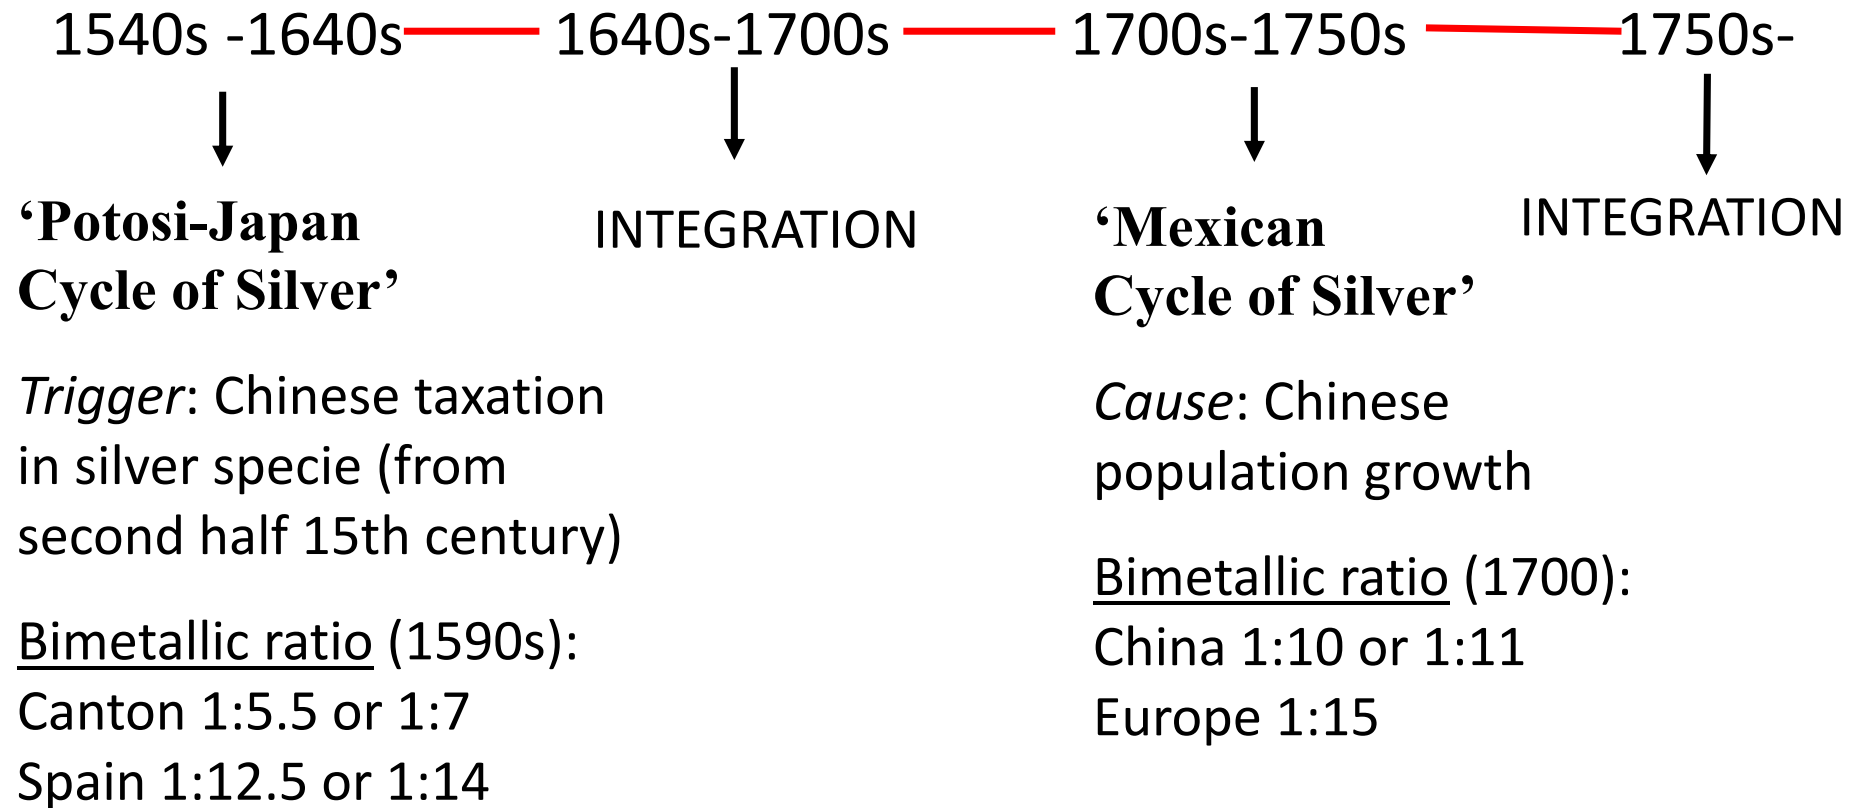 1540s -1640s
1640s-1700s
1700s-1750s
1750s-
‘Potosi-Japan
Cycle of Silver’
INTEGRATION
‘Mexican
Cycle of Silver’
INTEGRATION
Trigger: Chinese taxation
in silver specie (from
second half 15th century)
Bimetallic ratio (1590s):
Canton 1:5.5 or 1:7
Spain 1:12.5 or 1:14
Cause: Chinese
population growth
Bimetallic ratio (1700):
China 1:10 or 1:11
Europe 1:15